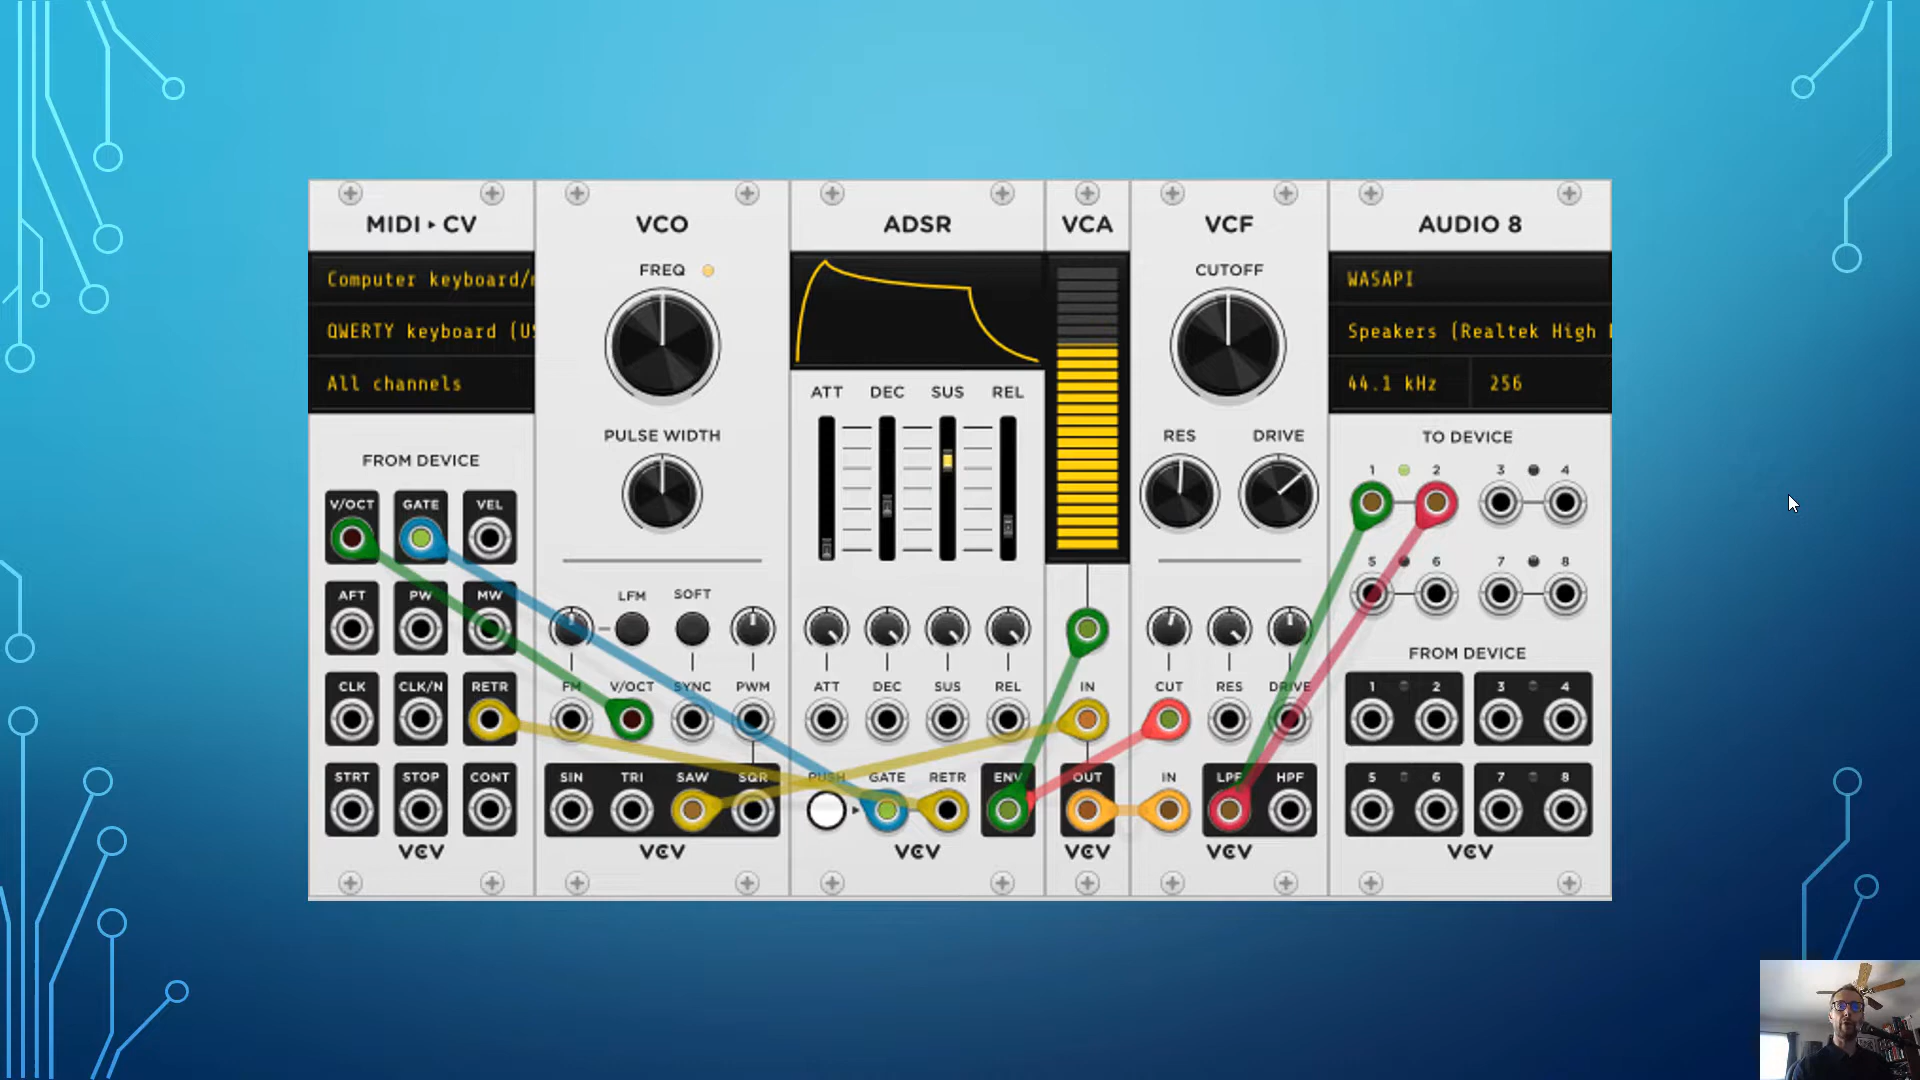 MIDI ▸ CV
Computer keyboard/
QWERTY keyboard (US
All channels
FROM DEVICE
V/OCT GATE VEL
AFT PW MW
CLK CLK/N RETR
STRT STOP CONT
VCV
VCO
FREQ
PULSE WIDTH
LFM SOFT
FM V/OCT SYNC PWM
SIN TRI SAW SQR
VCV
ADSR
ATT DEC SUS REL
ATT DEC SUS REL
PUSH GATE RETR ENV
VCV
VCA
IN
OUT
VCV
VCF
CUTOFF
RES DRIVE
CUT RES DRIVE
IN LPF HPF
VCV
AUDIO 8
WASAPI
Speakers (Realtek High
44.1 kHz 256
TO DEVICE
1 2 3 4
5 6 7 8
FROM DEVICE
1 2 3 4
5 6 7 8
VCV